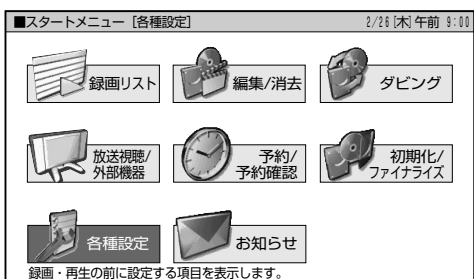 ■スタートメニュー［各種設定］
2/26[木]午前 9:00
録画リスト
編集/消去
ダビング
放送視聴/
外部機器
予約/
予約確認
初期化/
ファイナライズ
各種設定
お知らせ
録画・再生の前に設定する項目を表示します。